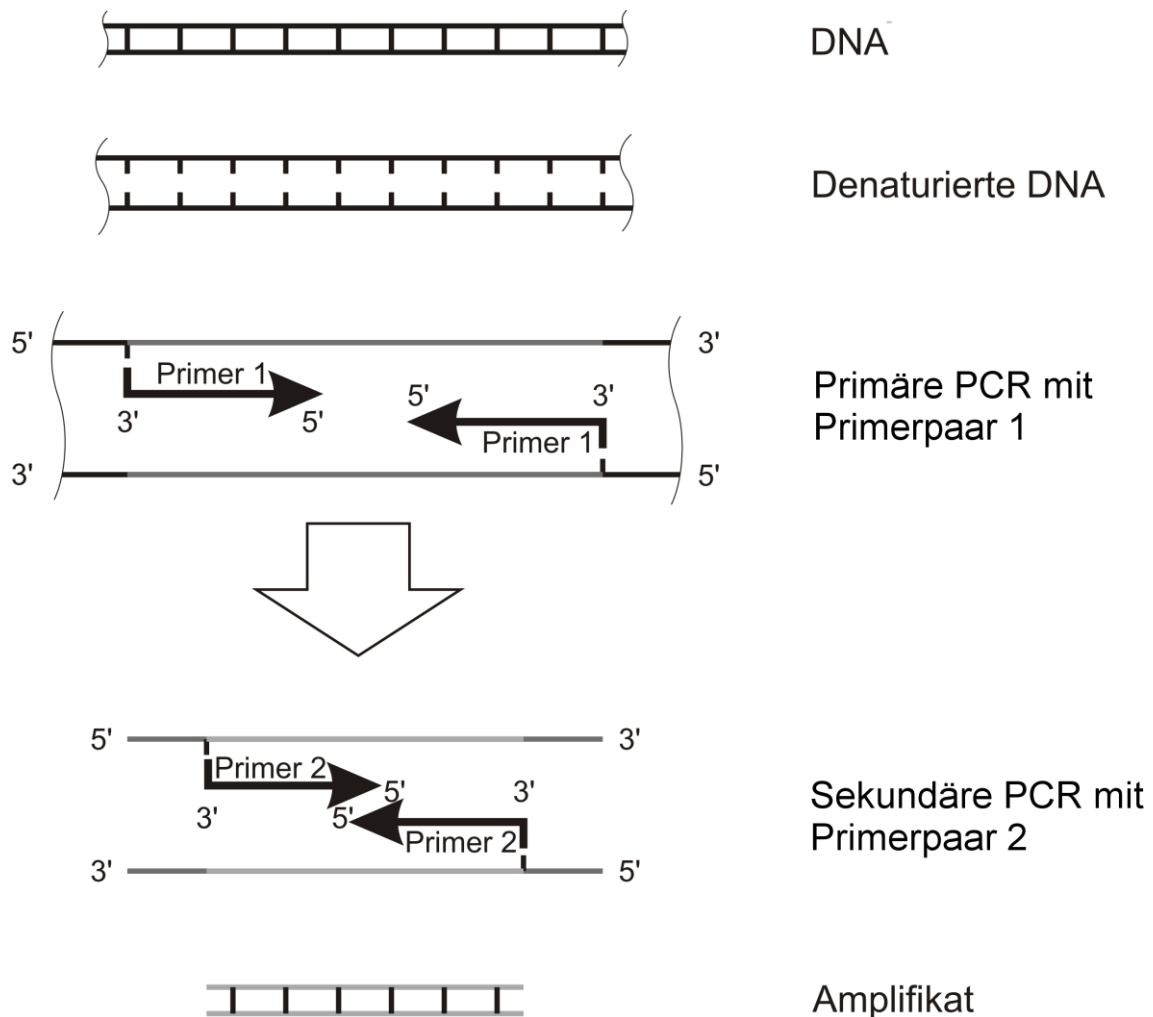 DNA
Denaturierte DNA
5' 3'
Primer 1
5' 3'
3' 5'
Primer 1
3' 5'
Primäre PCR mit
Primerpaar 1
5' 3'
Primer 2
5' 3'
3' 5'
Primer 2
3' 5'
Sekundäre PCR mit
Primerpaar 2
Amplifikat